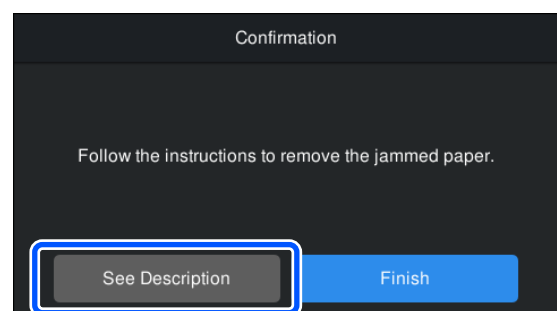 Confirmation
Follow the instructions to remove the jammed paper.
See Description
Finish